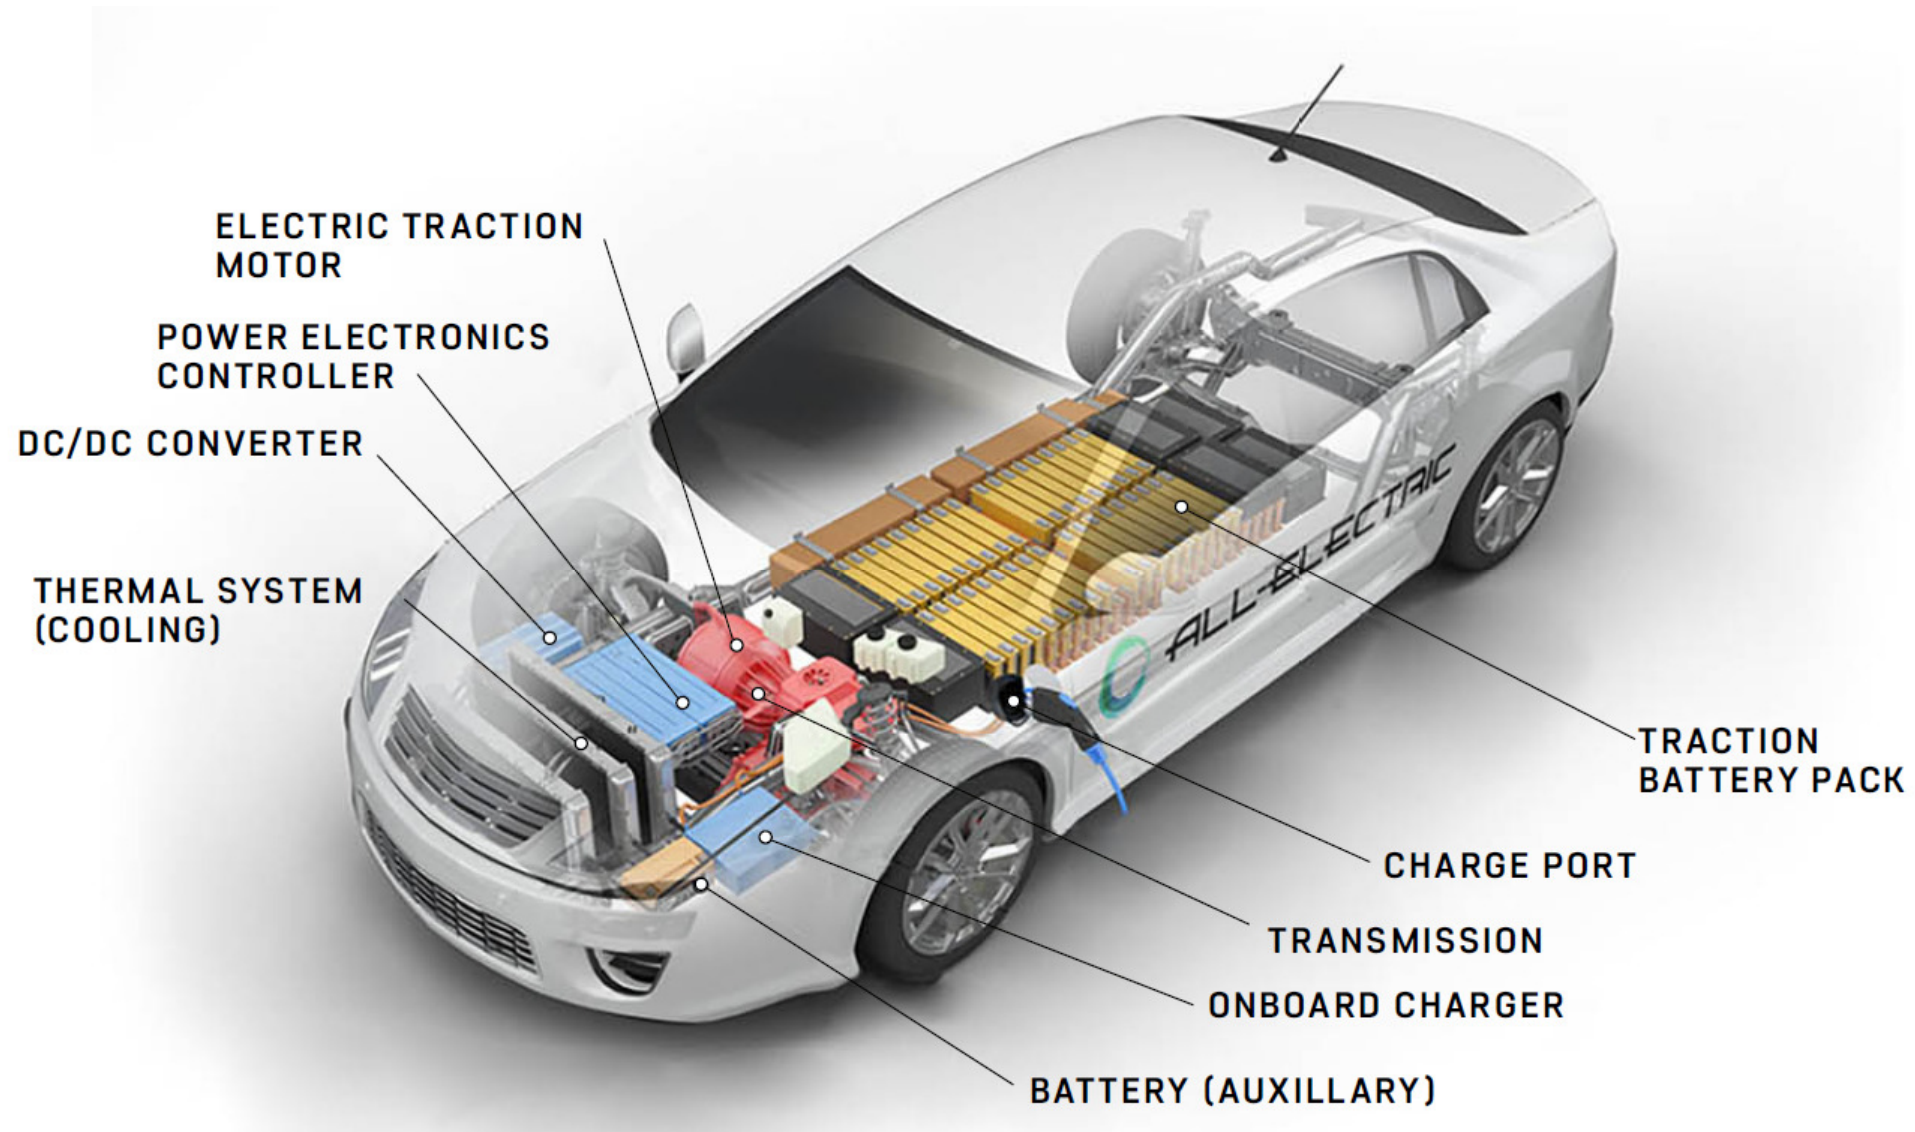 ELECTRIC TRACTION
MOTOR
POWER ELECTRONICS
CONTROLLER
DC/DC CONVERTER
THERMAL SYSTEM
(COOLING)
ALL-ELECTRIC
TRACTION
BATTERY PACK
CHARGE PORT
TRANSMISSION
ONBOARD CHARGER
BATTERY (AUXILLARY)